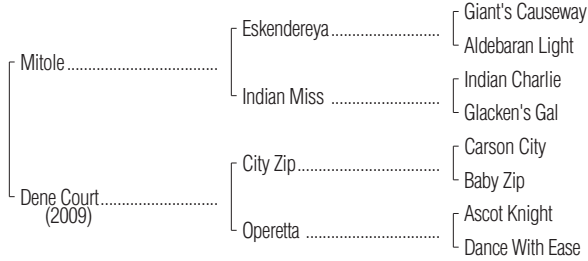 Giant's Causeway
Eskendereya
Aldebaran Light
Mitole
Indian Charlie
Indian Miss
Glacken's Gal
Carson City
City Zip
Baby Zip
Dene Court
(2009)
Ascot Knight
Operetta
Dance With Ease